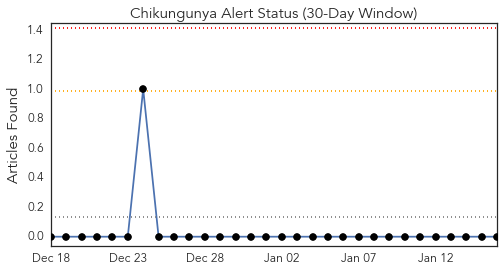 Chikungunya Alert Status (30-Day Window)
Articles Found
1.4
1.2
1.0
0.8
0.6
0.4
0.2
0.0
Dec 18 Dec 23 Dec 28 Jan 02 Jan 07 Jan 12